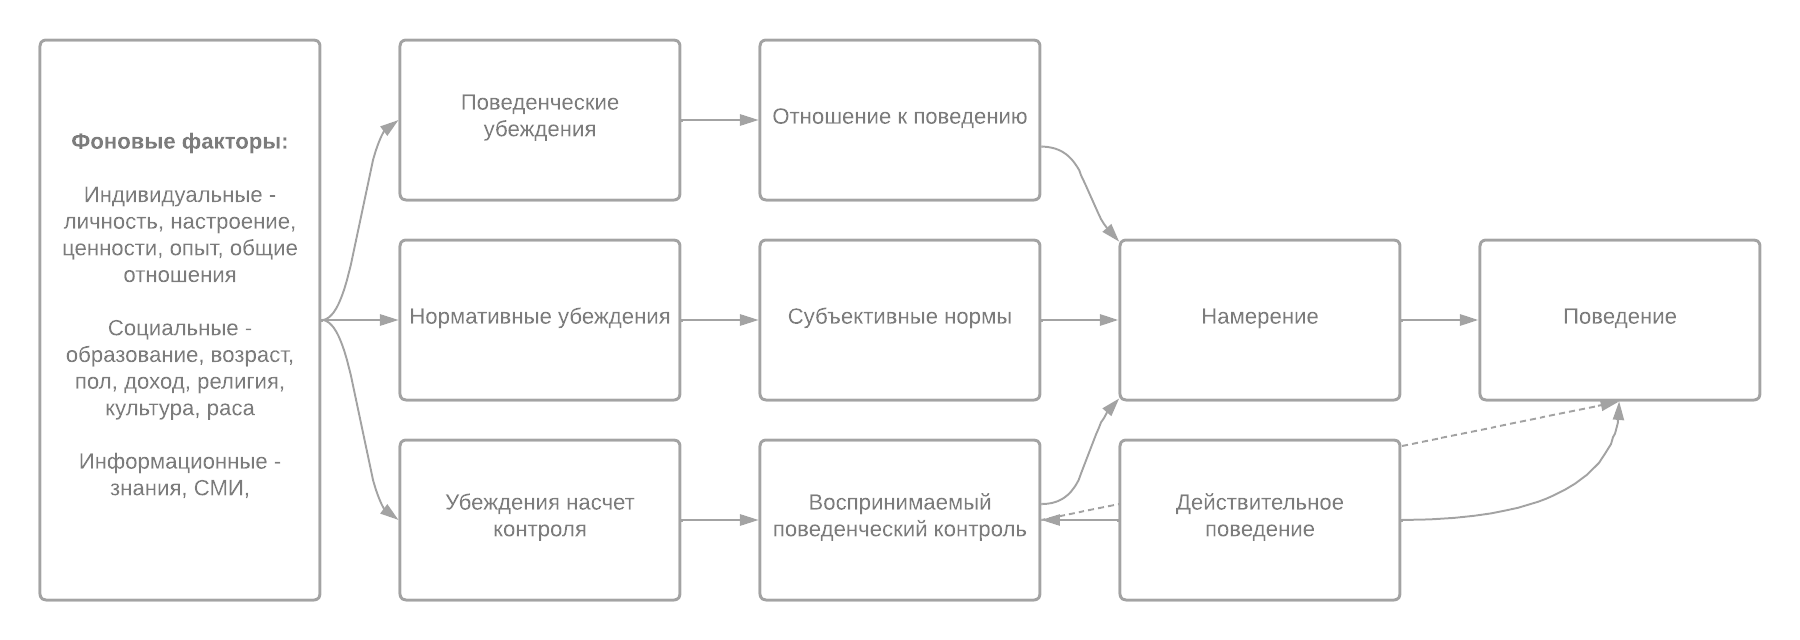 Фоновые факторы:
Индивидуальные -
личность, настроение,
ценности, опыт, общие
отношения
Социальные -
образование, возраст,
пол, доход, религия,
культура, раса
Информационные -
знания, СМИ,
Поведенческие
убеждения
Отношение к поведению
Нормативные убеждения
Субъективные нормы
Намерение
Поведение
Убеждения насчет
контроля
Воспринимаемый
поведенческий контроль
Действительное
поведение